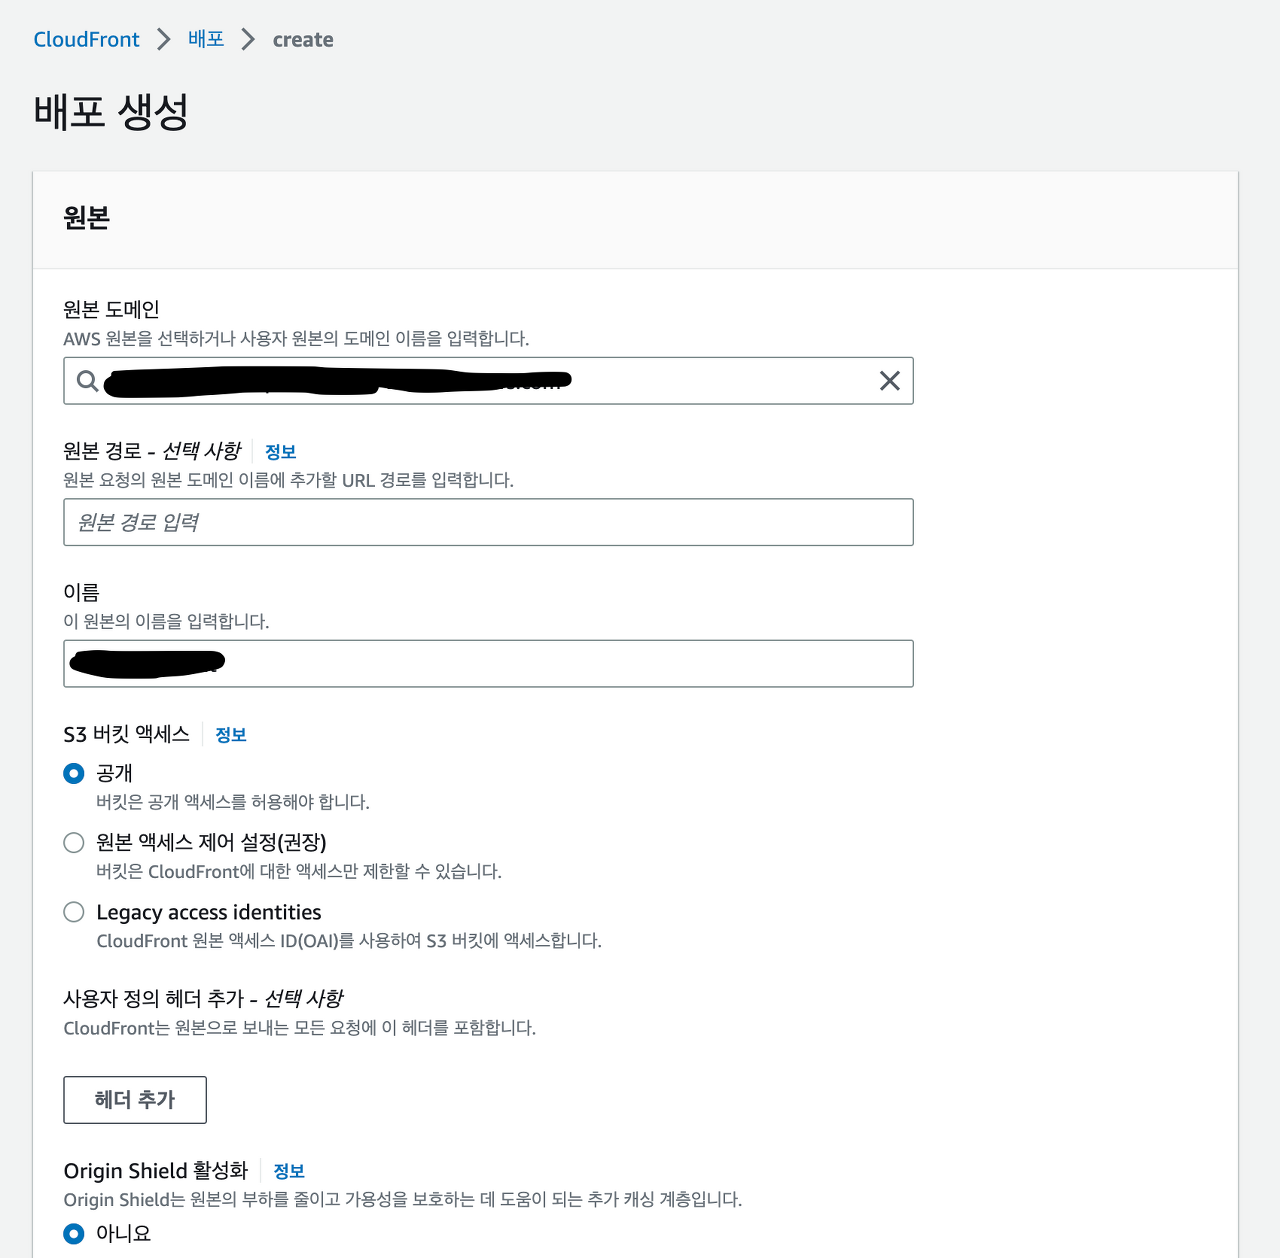 CloudFront > 배포 > create
배포 생성
원본
원본 도메인
AWS 원본을 선택하거나 사용자 원본의 도메인 이름을 입력합니다.
원본 경로 - 선택 사항 정보
원본 요청의 원본 도메인 이름에 추가할 URL 경로를 입력합니다.
원본 경로 입력
이름
이 원본의 이름을 입력합니다.
S3 버킷 액세스 정보
공개
버킷은 공개 액세스를 허용해야 합니다.
원본 액세스 제어 설정(권장)
버킷은 CloudFront에 대한 액세스만 제한할 수 있습니다.
Legacy access identities
CloudFront 원본 액세스 ID(OAI)를 사용하여 S3 버킷에 액세스합니다.
사용자 정의 헤더 추가 - 선택 사항
CloudFront는 원본으로 보내는 모든 요청에 이 헤더를 포함합니다.
헤더 추가
Origin Shield 활성화 정보
Origin Shield는 원본의 부하를 줄이고 가용성을 보호하는 데 도움이 되는 추가 캐싱 계층입니다.
아니요